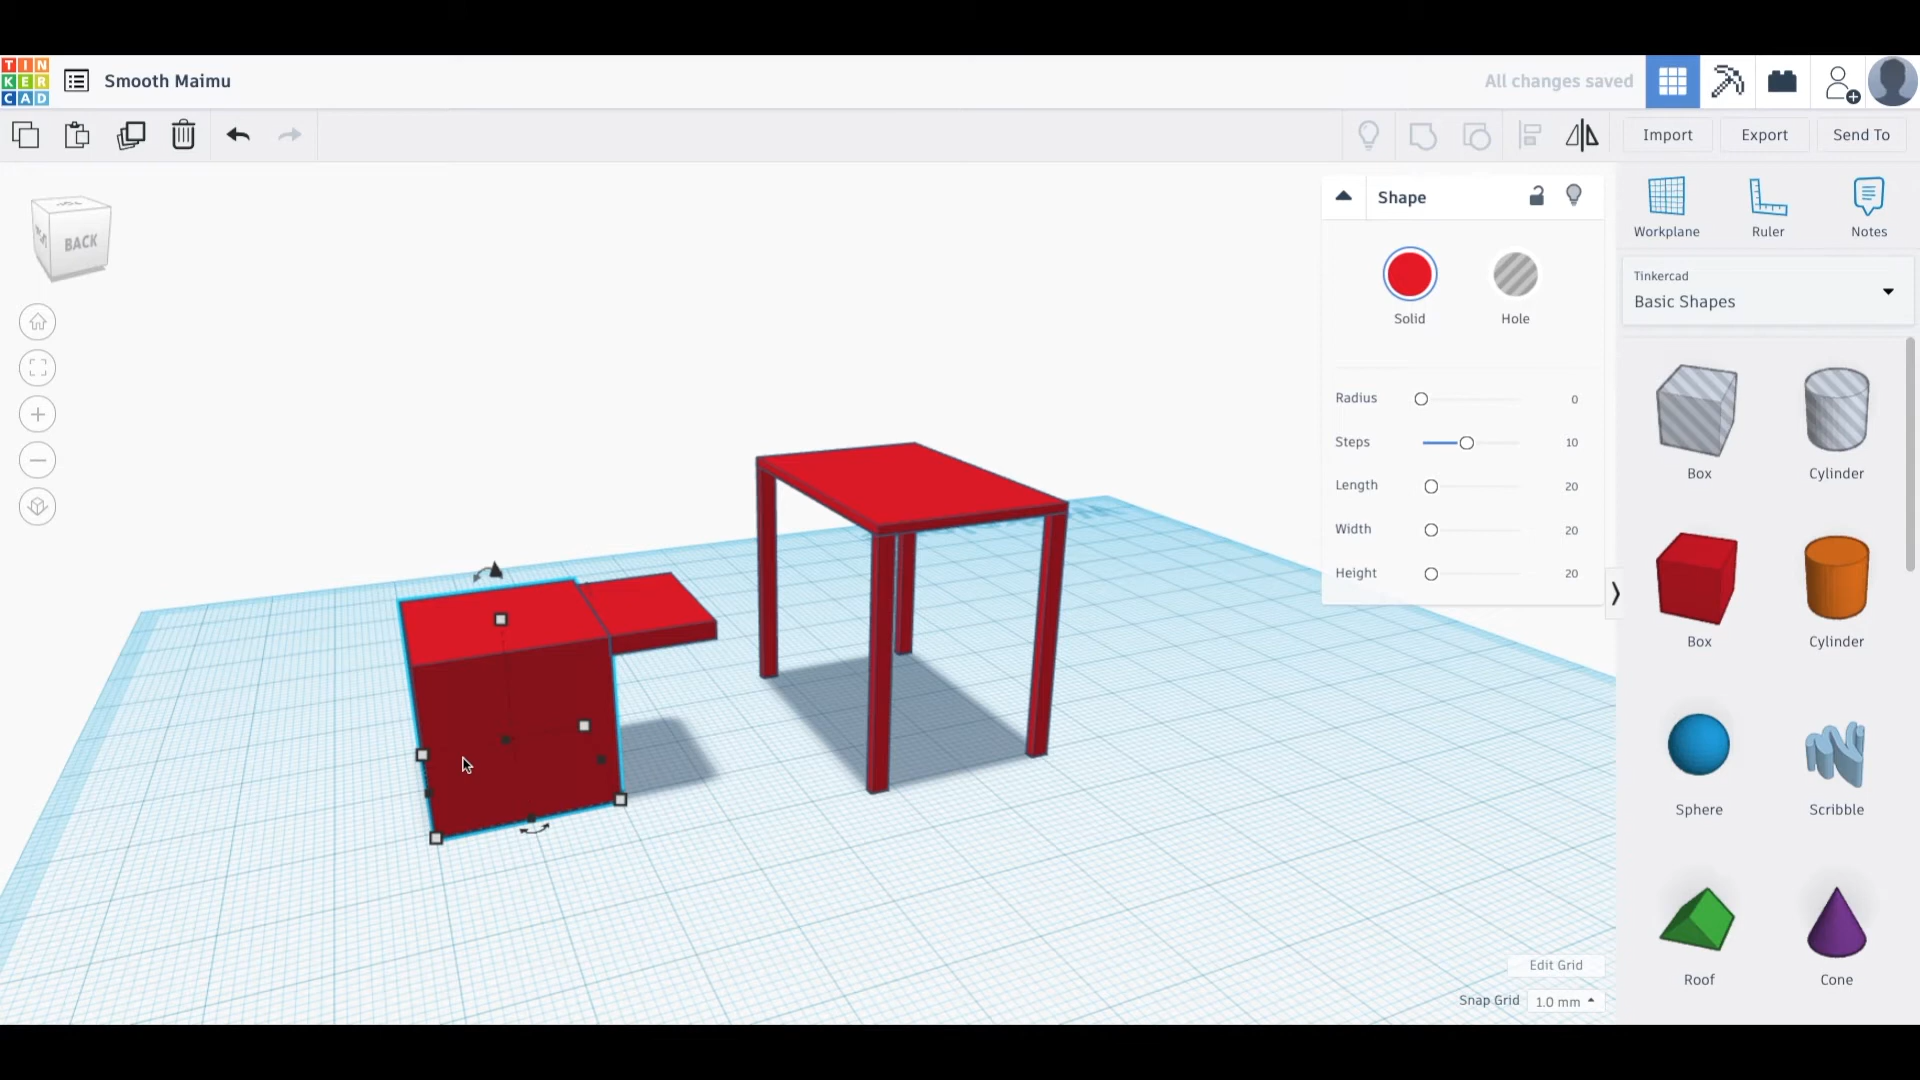 TIN
KER
CAD
Smooth Maimu
All changes saved
Import
Export
Send To
BACK
Shape
Workplane
Ruler
Notes
Solid
Hole
Tinkercad
Basic Shapes
Radius
0
Steps
10
Length
20
Width
20
Height
20
Box
Cylinder
Box
Cylinder
Sphere
Scribble
Roof
Cone
Edit Grid
Snap Grid
1.0 mm